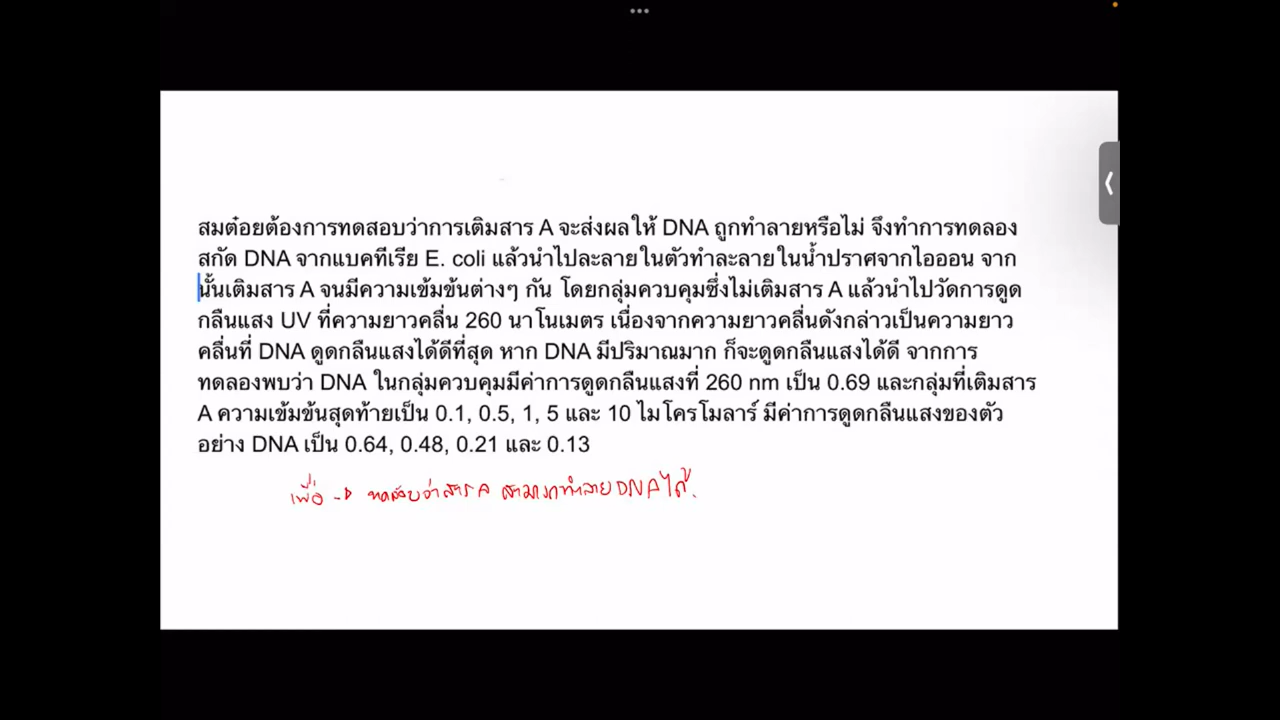 สมต๋อยต้องการทดสอบว่าการเติมสาร A จะส่งผลให้ DNA ถูกทำลายหรือไม่ จึงทำการทดลอง
สกัด DNA จากแบคทีเรีย E. coli แล้วนำไปละลายในตัวทำละลายในน้ำปราศจากไอออน จาก
นั้นเติมสาร A จนมีความเข้มข้นต่างๆ กัน โดยกลุ่มควบคุมซึ่งไม่เติมสาร A แล้วนำไปวัดการดูด
กลืนแสง UV ที่ความยาวคลื่น 260 นาโนเมตร เนื่องจากความยาวคลื่นดังกล่าวเป็นความยาว
คลื่นที่ DNA ดูดกลืนแสงได้ดีที่สุด หาก DNA มีปริมาณมาก ก็จะดูดกลืนแสงได้ดี จากการ
ทดลองพบว่า DNA ในกลุ่มควบคุมมีค่าการดูดกลืนแสงที่ 260 nm เป็น 0.69 และกลุ่มที่เติมสาร
A ความเข้มข้นสุดท้ายเป็น 0.1, 0.5, 1, 5 และ 10 ไมโครโมลาร์ มีค่าการดูดกลืนแสงของตัว
อย่าง DNA เป็น 0.64, 0.48, 0.21 และ 0.13
เพื่อ → ทดสอบว่าสาร A สามารถทำลาย DNA ได้